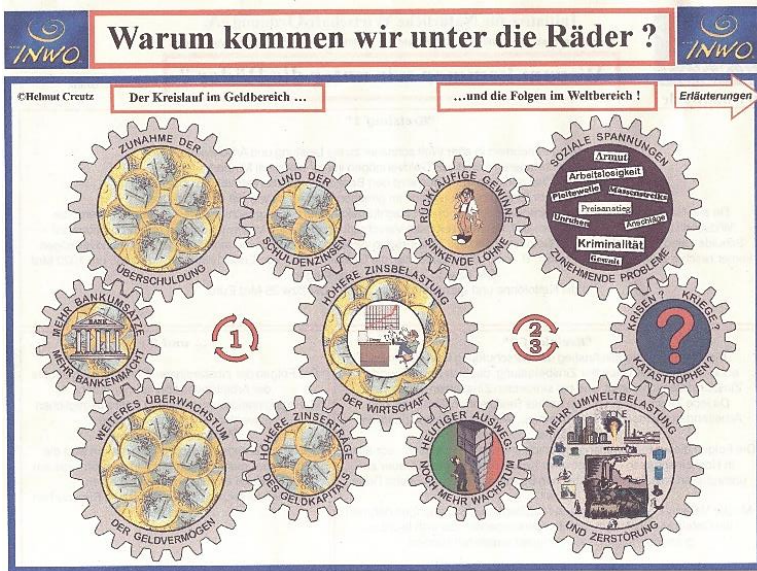 INWO
Warum kommen wir unter die Räder ?
INWO
©Helmut Creutz
Der Kreislauf im Geldbereich ...
...und die Folgen im Weltbereich !
Erläuterungen
ZUNAHME DER
ÜBERSCHULDUNG
UND DER
SCHULDENZINSEN
RÜCKLÄUFIGE GEWINNE
SINKENDE LÖHNE
SOZIALE SPANNUNGEN
Armut
Arbeitslosigkeit
Pleitewelle
Massenstreiks
Preisanstieg
Unruhen
Anschläge
Kriminalität
Gewalt
ZUNEHMENDE PROBLEME
MEHR BANKUMSÄTZE
BANK
MEHR BANKENMACHT
1
HÖHERE ZINSBELASTUNG
DER WIRTSCHAFT
2
3
KRISEN? KRIEGE?
?
KATASTROPHEN?
WEITERES ÜBERWACHSTUM
DER GELDVERMÖGEN
HÖHERE ZINSERTRÄGE
DES GELDKAPITALS
HEUTIGER AUSWEG:
NOCH MEHR WACHSTUM
MEHR UMWELTBELASTUNG
OZONE
UND ZERSTÖRUNG